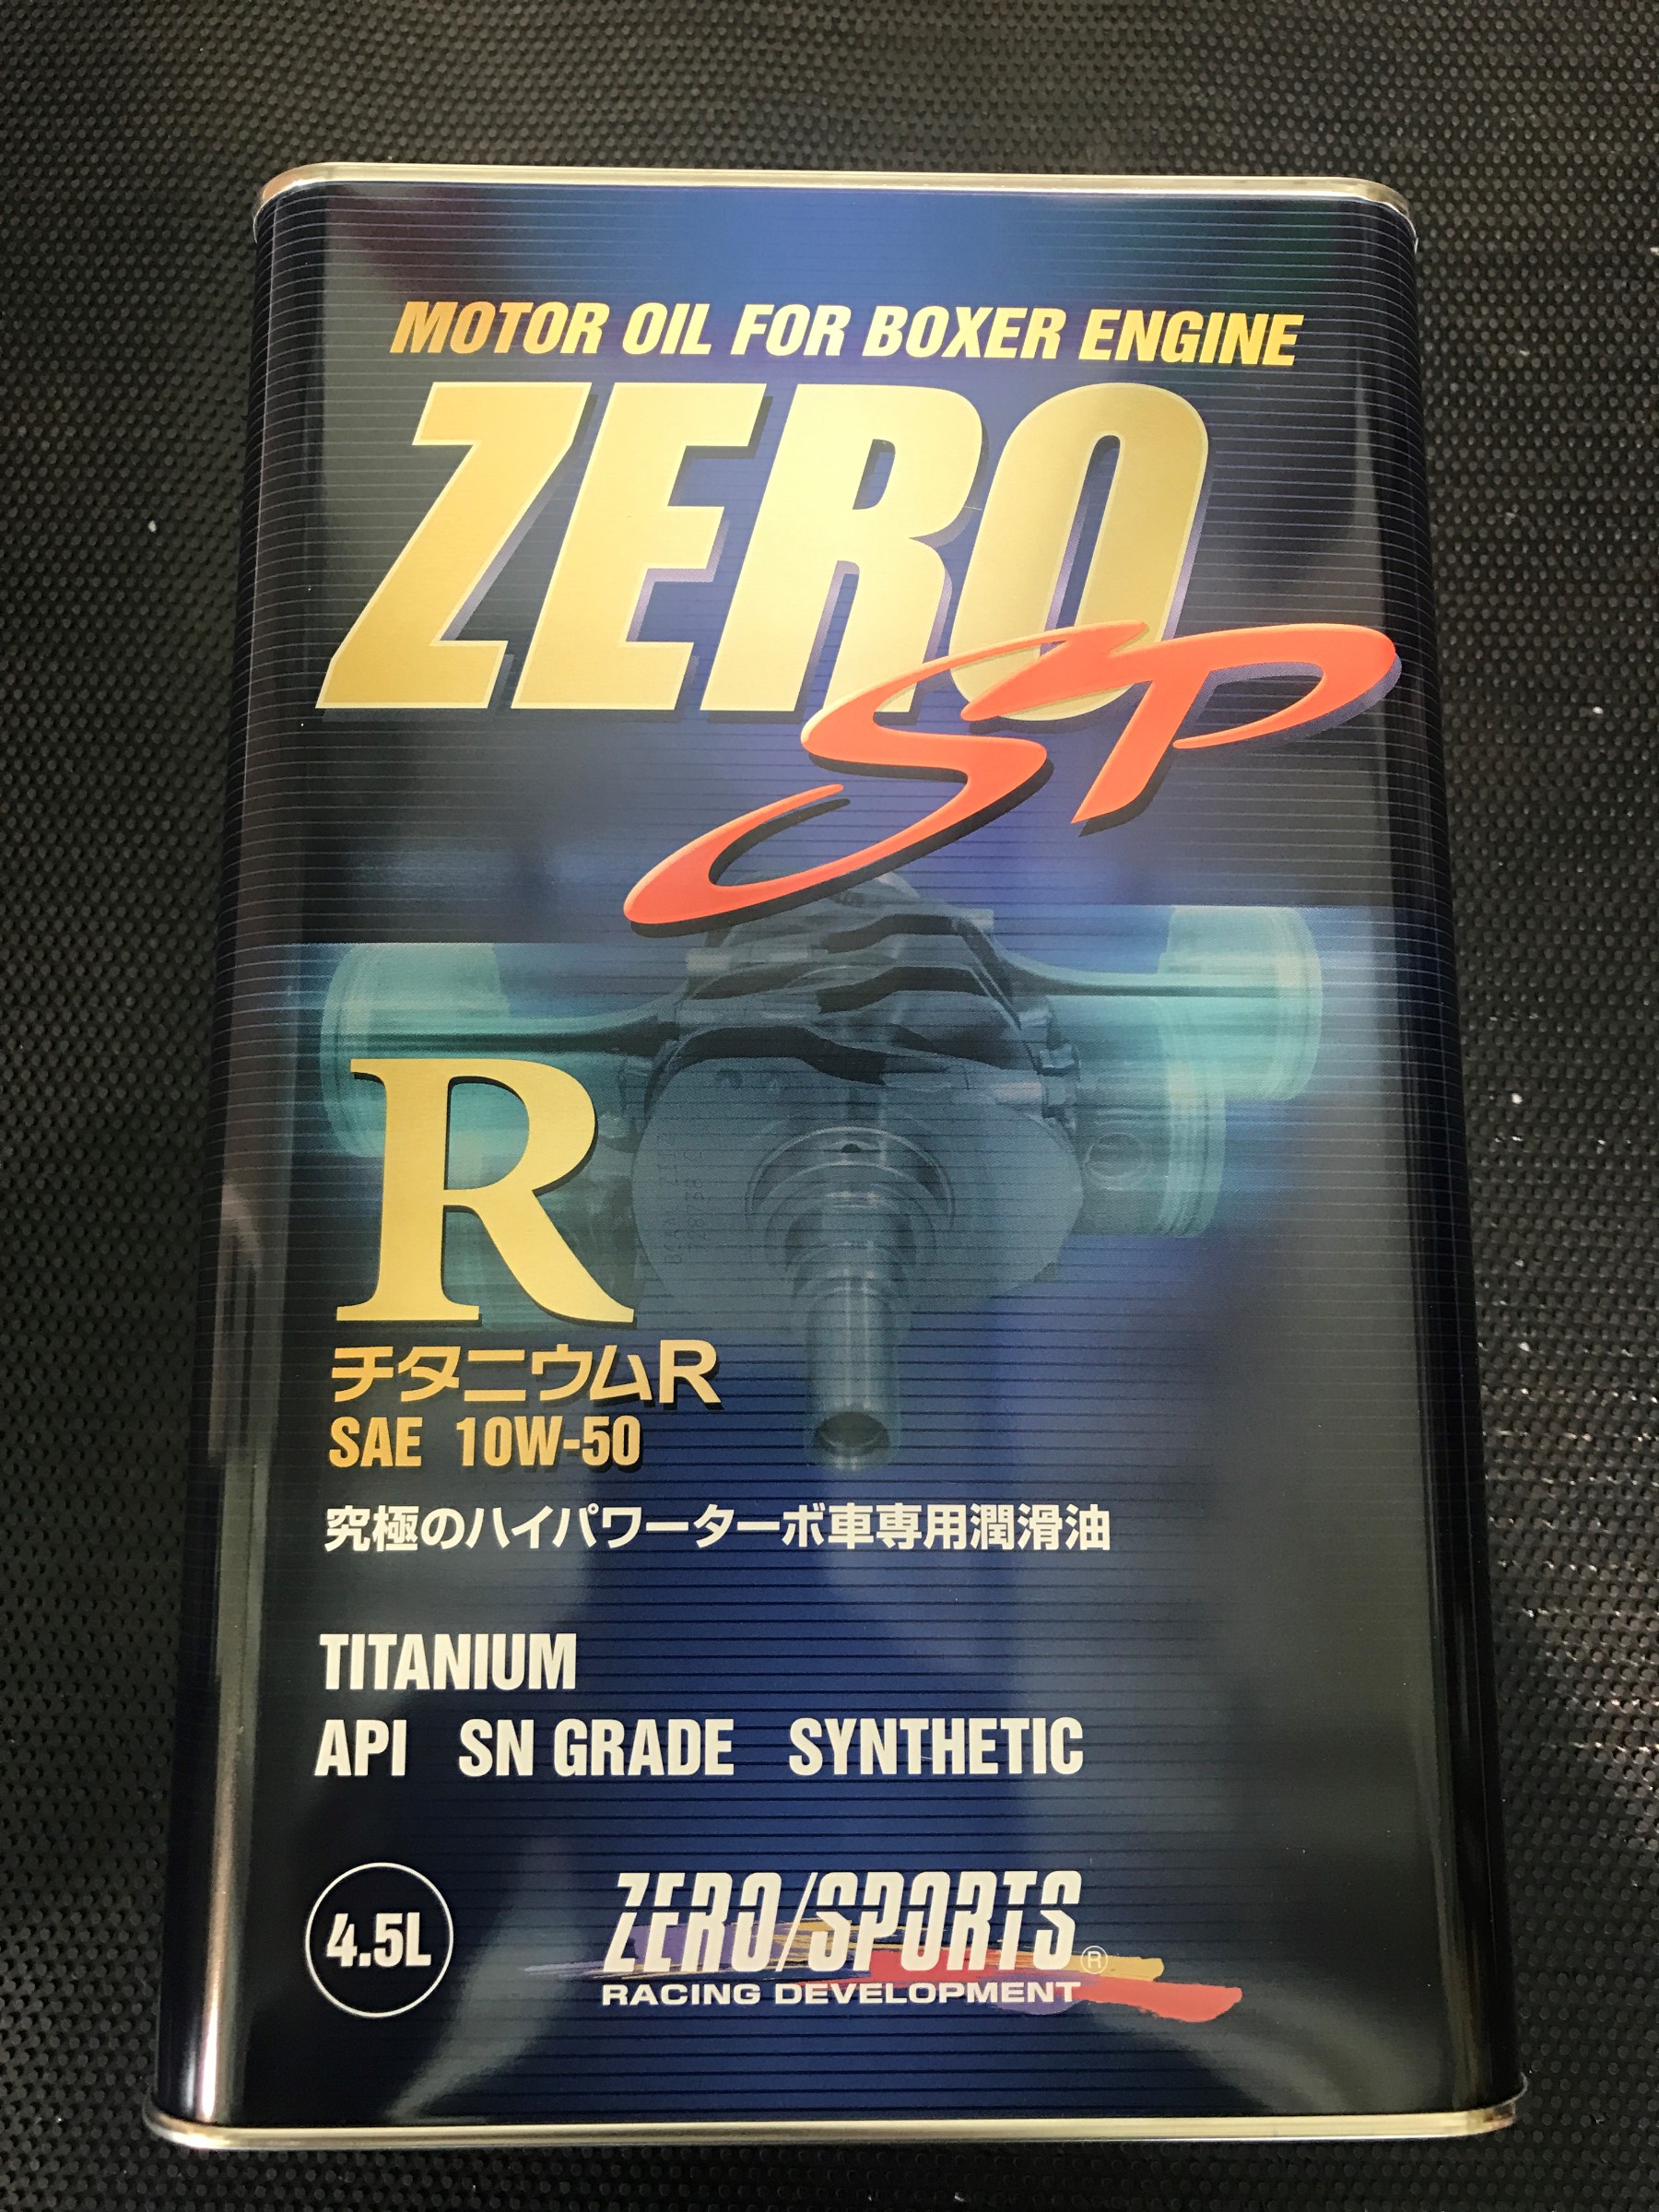 MOTOR OIL FOR BOXER ENGINE
ZERO
SP
R
チタニウムR
SAE 10W-50
究極のハイパワーターボ車専用潤滑油
TITANIUM
API SN GRADE SYNTHETIC
4.5L
ZERO/SPORTS®
RACING DEVELOPMENT